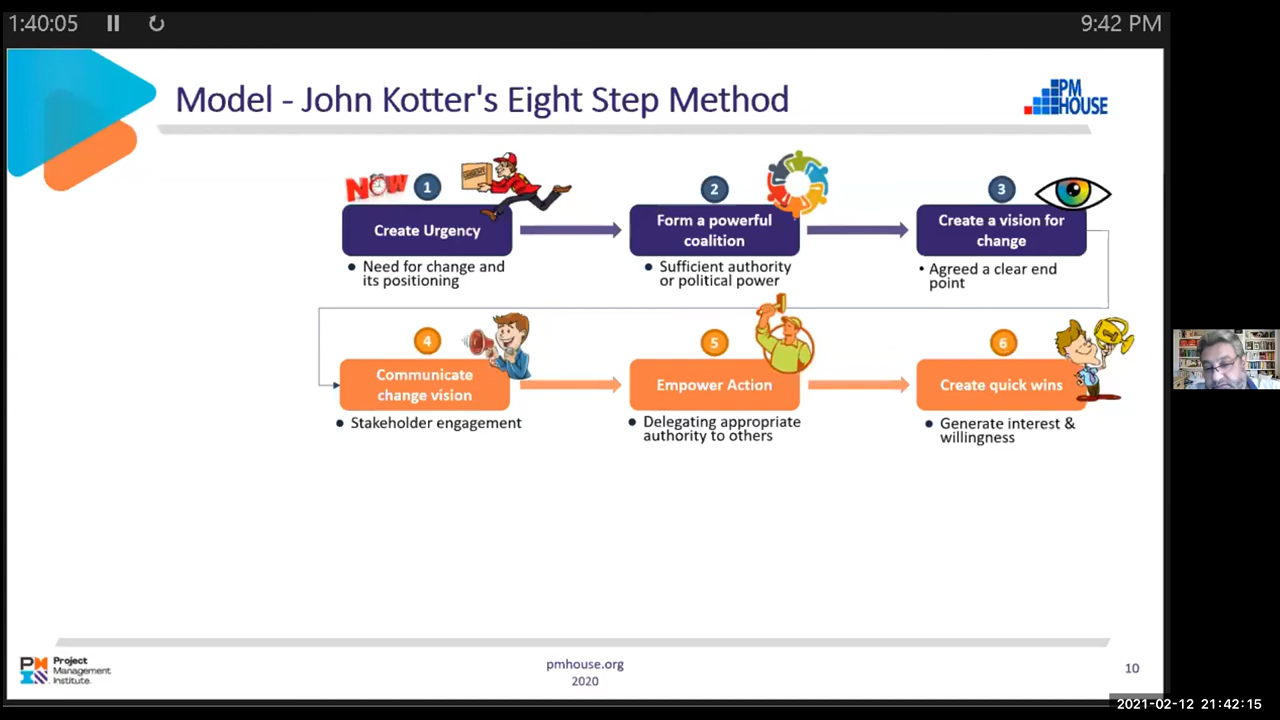 1:40:05
9:42 PM
Model - John Kotter's Eight Step Method
PM
HOUSE
NOW
1
Create Urgency
• Need for change and
its positioning
2
Form a powerful
coalition
• Sufficient authority
or political power
3
Create a vision for
change
• Agreed a clear end
point
4
Communicate
change vision
• Stakeholder engagement
5
Empower Action
• Delegating appropriate
authority to others
6
Create quick wins
• Generate interest &
willingness
Project
Management
Institute.
pmhouse.org
2020
10
2021-02-12 21:42:15